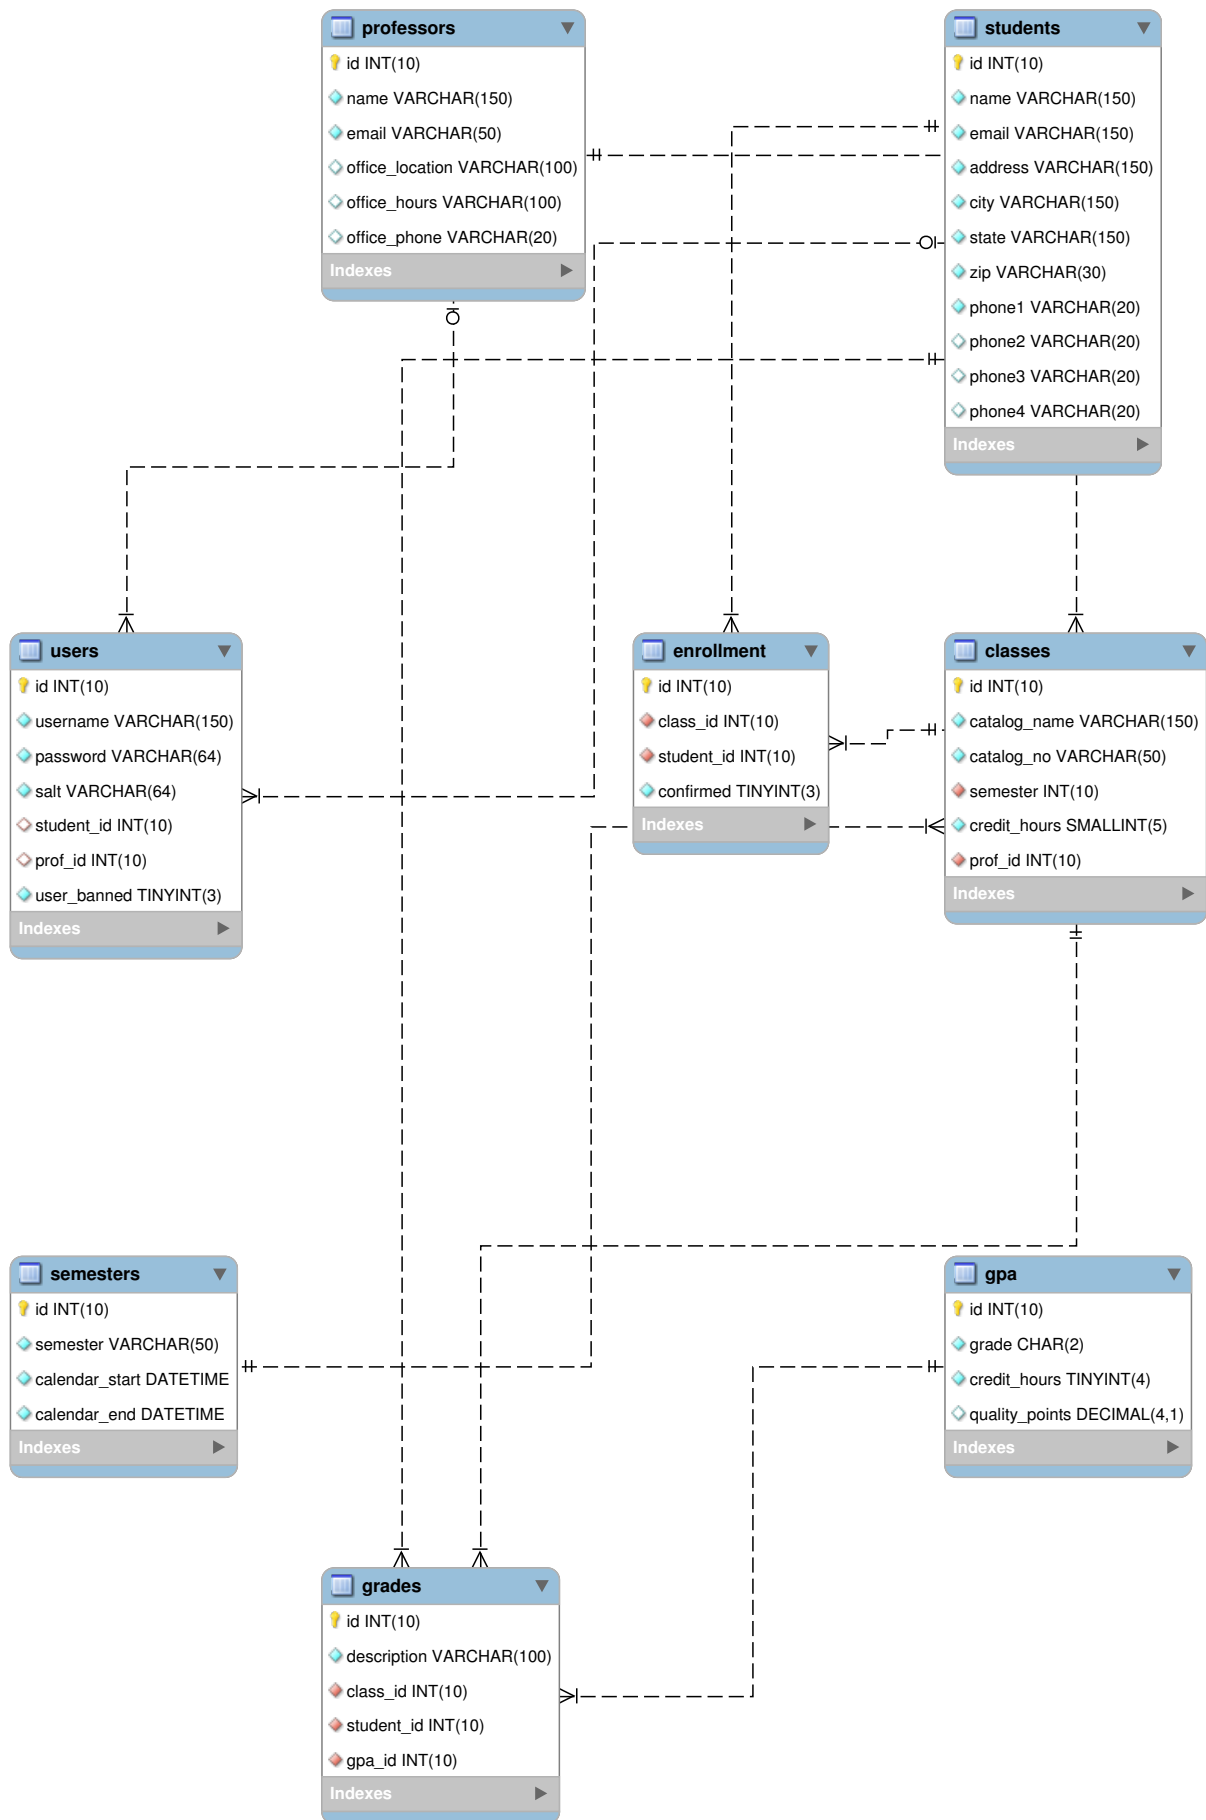 professors
id INT(10)
name VARCHAR(150)
email VARCHAR(50)
office_location VARCHAR(100)
office_hours VARCHAR(100)
office_phone VARCHAR(20)
Indexes
students
id INT(10)
name VARCHAR(150)
email VARCHAR(150)
address VARCHAR(150)
city VARCHAR(150)
state VARCHAR(150)
zip VARCHAR(30)
phone1 VARCHAR(20)
phone2 VARCHAR(20)
phone3 VARCHAR(20)
phone4 VARCHAR(20)
Indexes
users
id INT(10)
username VARCHAR(150)
password VARCHAR(64)
salt VARCHAR(64)
student_id INT(10)
prof_id INT(10)
user_banned TINYINT(3)
Indexes
enrollment
id INT(10)
class_id INT(10)
student_id INT(10)
confirmed TINYINT(3)
Indexes
classes
id INT(10)
catalog_name VARCHAR(150)
catalog_no VARCHAR(50)
semester INT(10)
credit_hours SMALLINT(5)
prof_id INT(10)
Indexes
semesters
id INT(10)
semester VARCHAR(50)
calendar_start DATETIME
calendar_end DATETIME
Indexes
gpa
id INT(10)
grade CHAR(2)
credit_hours TINYINT(4)
quality_points DECIMAL(4,1)
Indexes
grades
id INT(10)
description VARCHAR(100)
class_id INT(10)
student_id INT(10)
gpa_id INT(10)
Indexes